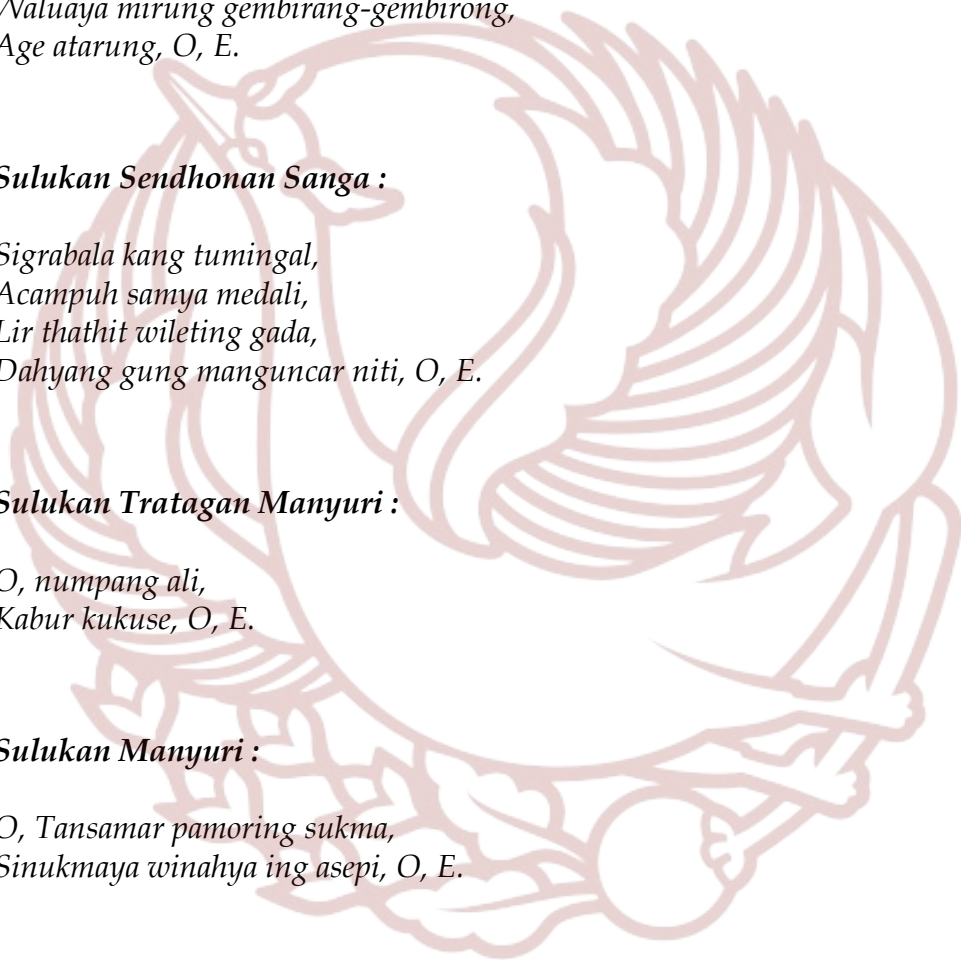 Naluaya mirung gembirang-gembirong,
Age atarung, O, E.
Sulukan Sendhonan Sanga :
Sigrabala kang tumingal,
Acampuh samya medali,
Lir thathit wileting gada,
Dahyang gung manguncar niti, O, E.
Sulukan Tratagan Manyuri :
O, numpang ali,
Kabur kukuse, O, E.
Sulukan Manyuri :
O, Tansamar pamoring sukma,
Sinukmaya winahya ing asepi, O, E.